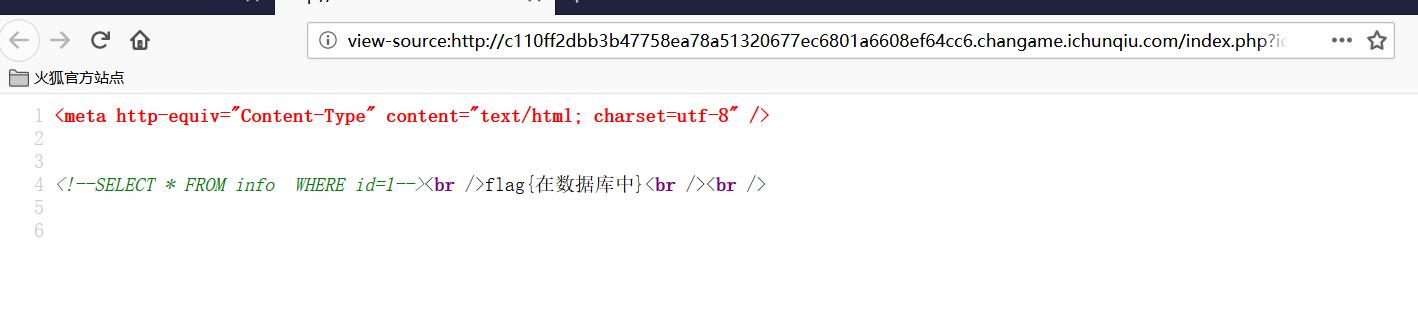 view-source:http://c110ff2dbb3b47758ea78a51320677ec6801a6608ef64cc6.changame.ichunqiu.com/index.php?id
火狐官方站点
1 <meta http-equiv="Content-Type" content="text/html; charset=utf-8" />
2
3
4 <!--SELECT * FROM info  WHERE id=1--><br />flag{在数据库中}<br /><br />
5
6